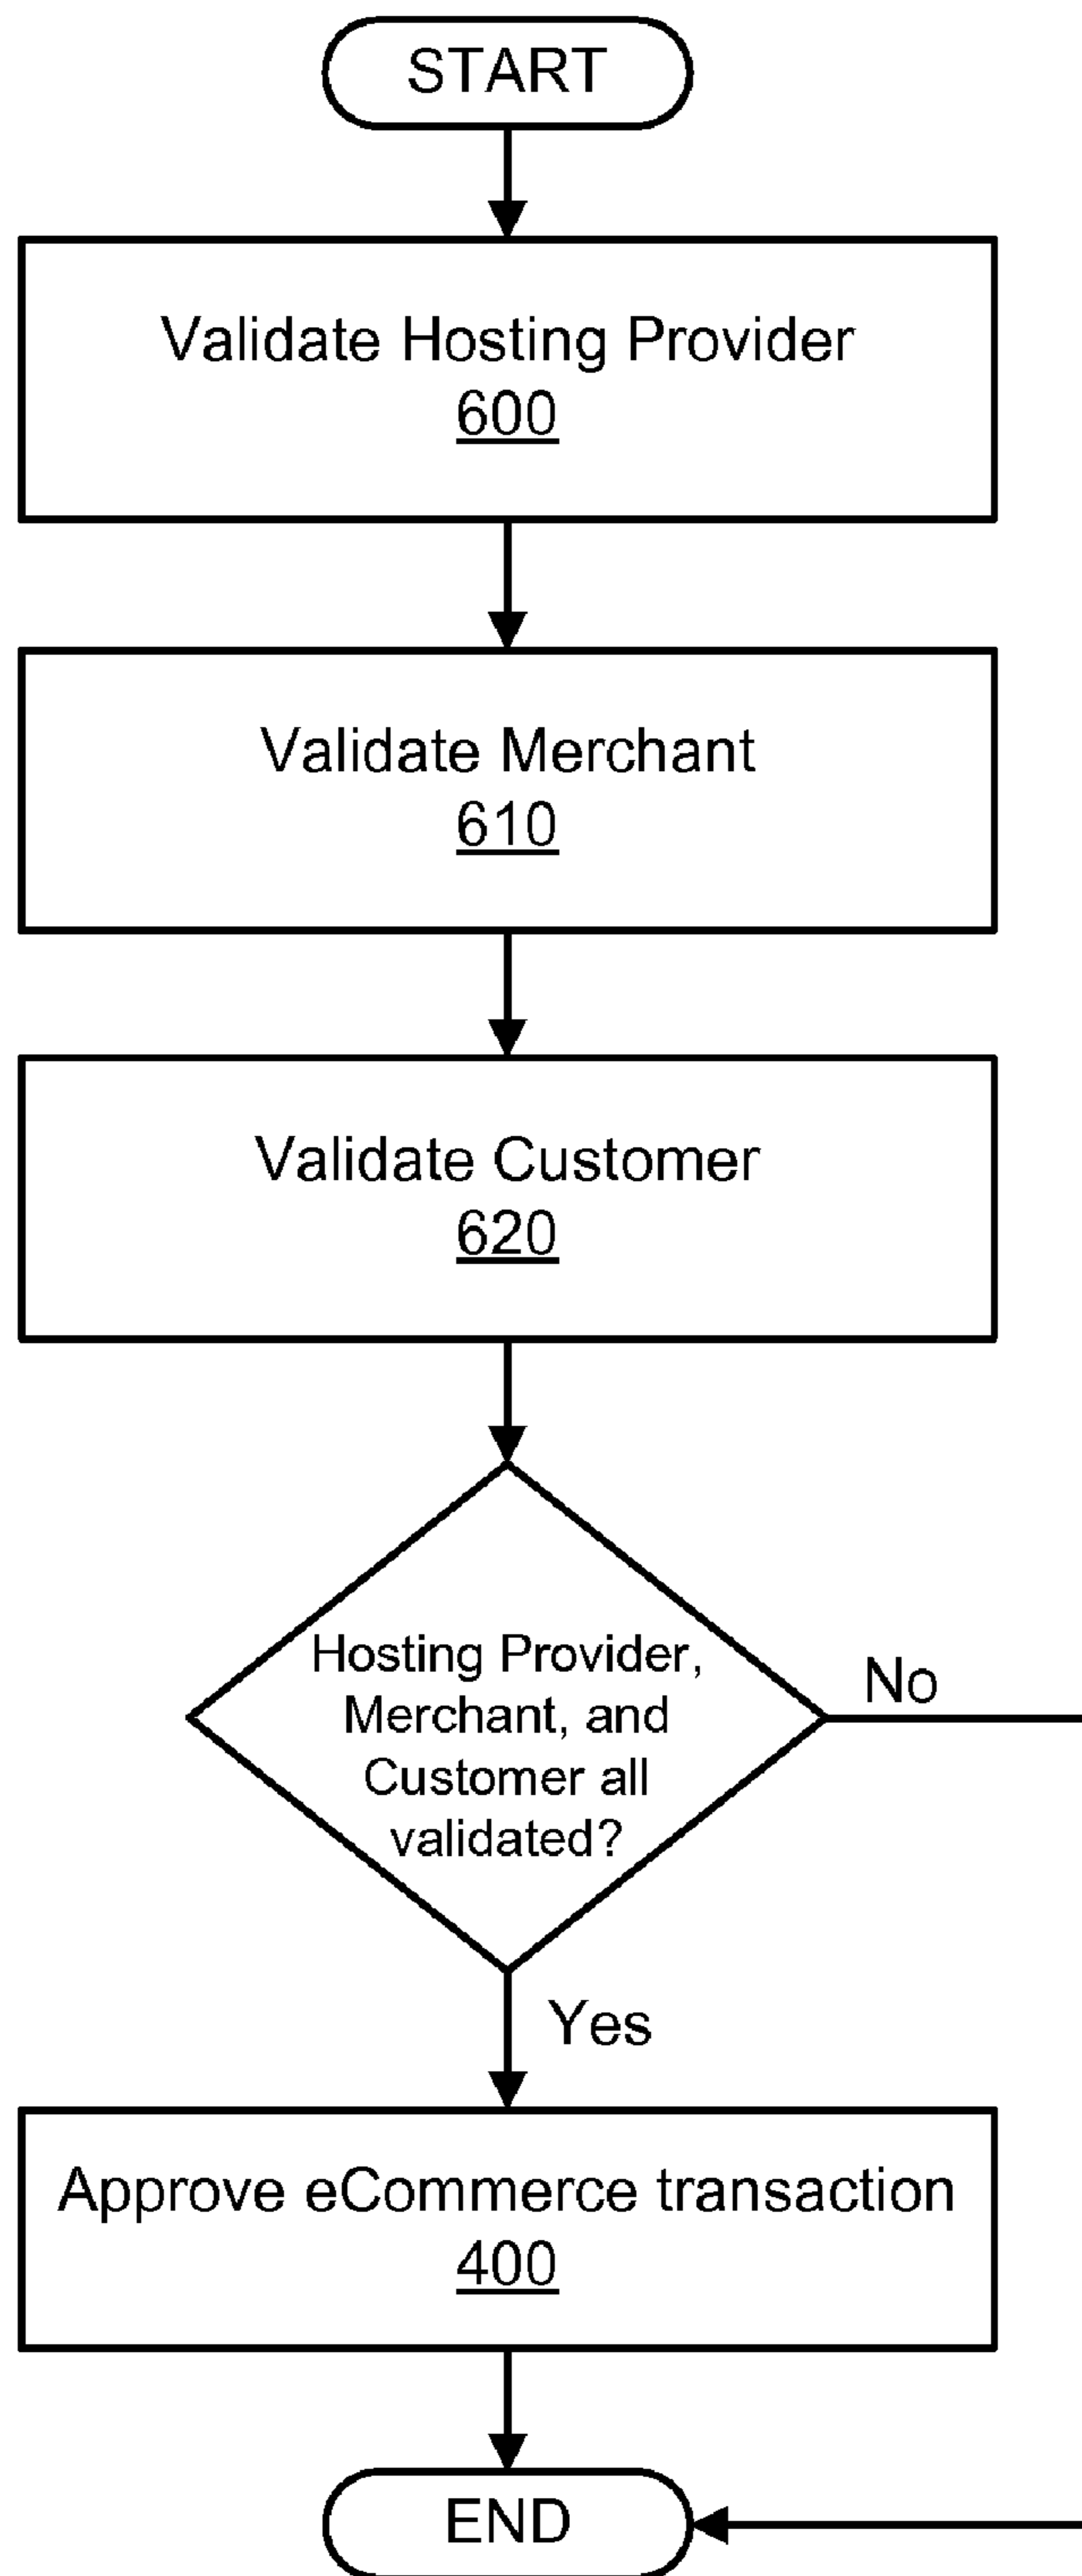 START
Validate Hosting Provider
600
Validate Merchant
610
Validate Customer
620
Hosting Provider,
Merchant, and
Customer all
validated?
No
Yes
Approve eCommerce transaction
400
END